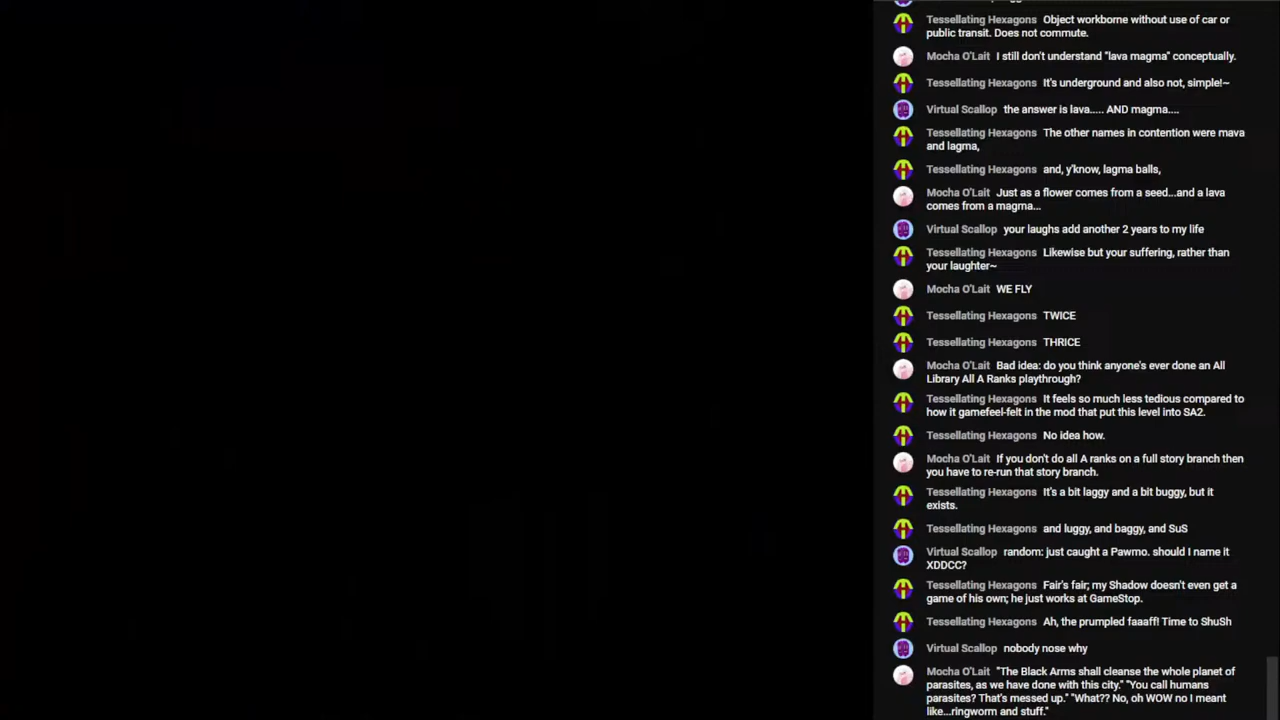 Tessellating Hexagons Object workborne without use of car or
public transit. Does not commute.
Mocha O'Lait I still don't understand "lava magma" conceptually.
Tessellating Hexagons It's underground and also not, simple!~
Virtual Scallop the answer is lava..... AND magma....
Tessellating Hexagons The other names in contention were mava
and lagma,
Tessellating Hexagons and, y'know, lagma balls,
Mocha O'Lait Just as a flower comes from a seed...and a lava
comes from a magma...
Virtual Scallop your laughs add another 2 years to my life
Tessellating Hexagons Likewise but your suffering, rather than
your laughter~
Mocha O'Lait WE FLY
Tessellating Hexagons TWICE
Tessellating Hexagons THRICE
Mocha O'Lait Bad idea: do you think anyone's ever done an All
Library All A Ranks playthrough?
Tessellating Hexagons It feels so much less tedious compared to
how it gamefeel-felt in the mod that put this level into SA2.
Tessellating Hexagons No idea how.
Mocha O'Lait If you don't do all A ranks on a full story branch then
you have to re-run that story branch.
Tessellating Hexagons It's a bit laggy and a bit buggy, but it
exists.
Tessellating Hexagons and luggy, and baggy, and SuS
Virtual Scallop random: just caught a Pawmo. should I name it
XDDCC?
Tessellating Hexagons Fair's fair; my Shadow doesn't even get a
game of his own; he just works at GameStop.
Tessellating Hexagons Ah, the prumpled faaaff! Time to ShuSh
Virtual Scallop nobody nose why
Mocha O'Lait "The Black Arms shall cleanse the whole planet of
parasites, as we have done with this city." "You call humans
parasites? That's messed up." "What?? No, oh WOW no I meant
like...ringworm and stuff."